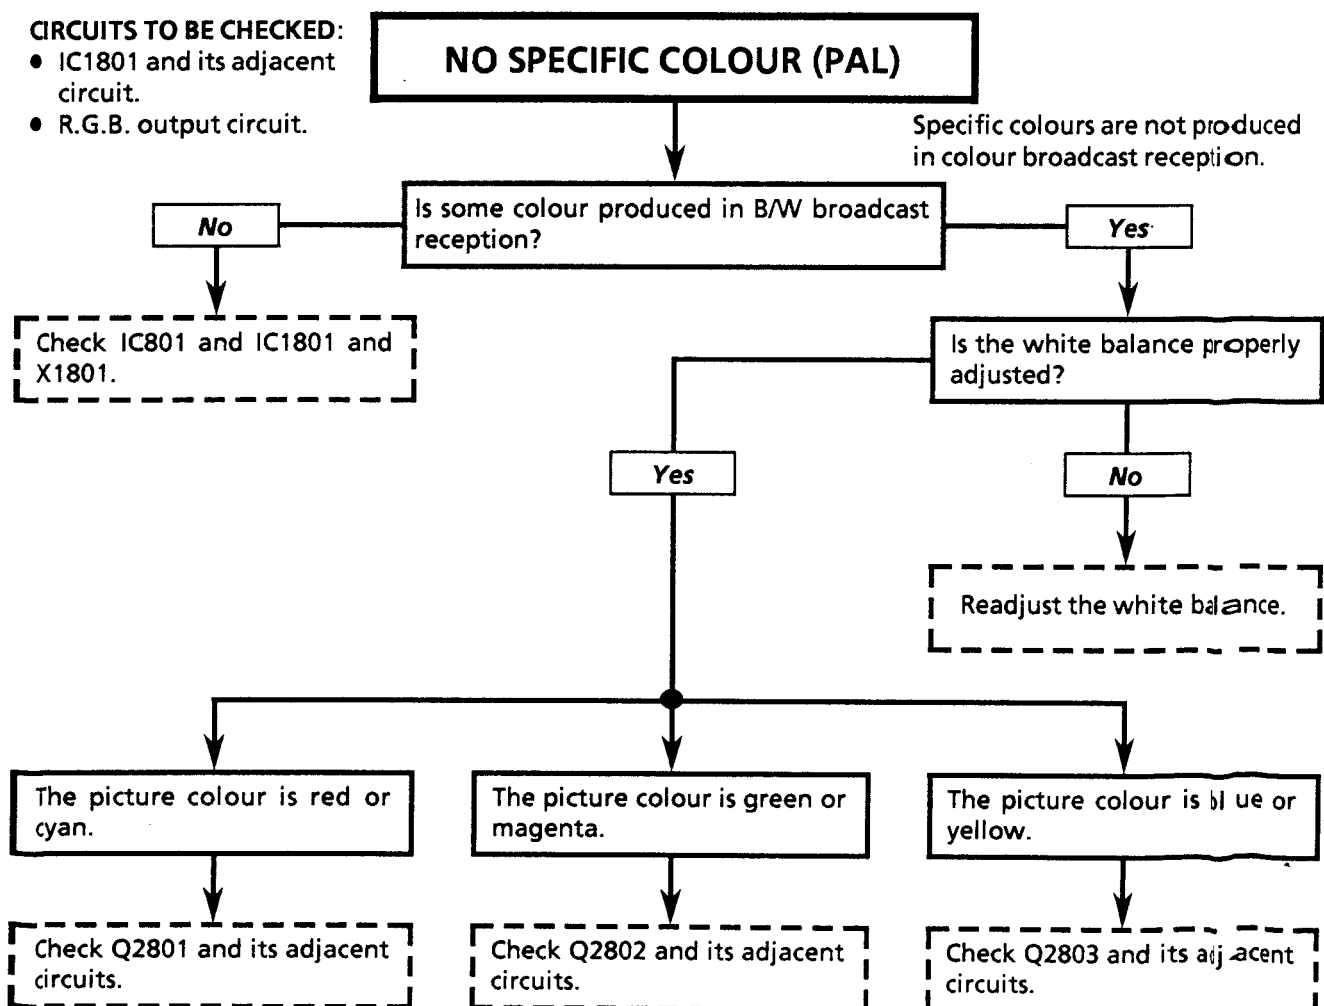 CIRCUITS TO BE CHECKED:
● IC1801 and its adjacent
circuit.
● R.G.B. output circuit.
NO SPECIFIC COLOUR (PAL)
Specific colours are not produced
in colour broadcast reception.
Is some colour produced in B/W broadcast
reception?
No
Yes
Check IC801 and IC1801 and
X1801.
Is the white balance properly
adjusted?
Yes
No
Readjust the white balance.
The picture colour is red or
cyan.
The picture colour is green or
magenta.
The picture colour is blue or
yellow.
Check Q2801 and its adjacent
circuits.
Check Q2802 and its adjacent
circuits.
Check Q2803 and its adjacent
circuits.